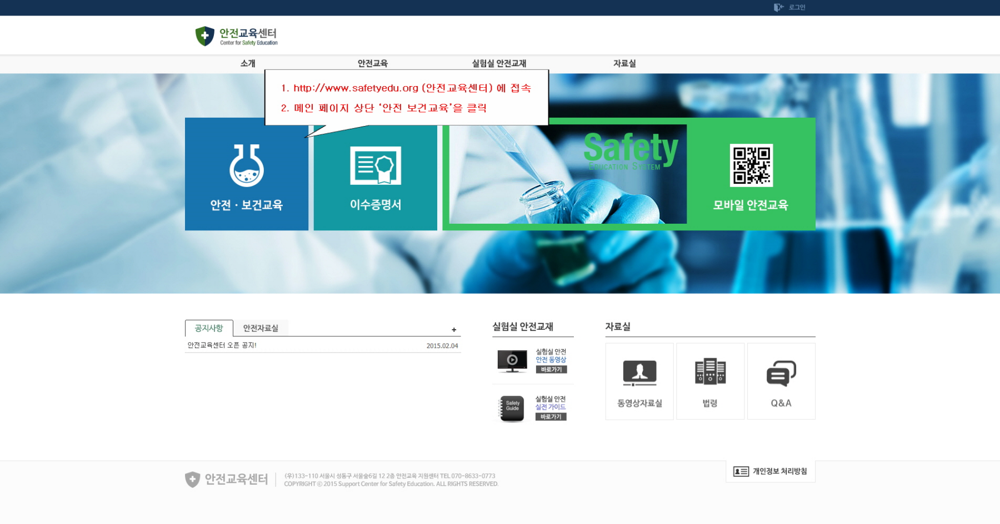 로그인
안전교육센터
Center for Safety Education
소개
안전교육
실험실 안전교재
자료실
1. http://www.safetyedu.org (안전교육센터) 에 접속
2. 메인 페이지 상단 ‘안전 보건교육’을 클릭
안전 · 보건교육
이수증명서
Safety
EDUCATION SYSTEM
모바일 안전교육
공지사항
안전자료실
+
안전교육센터 오픈 공지!
2015.02.04
실험실 안전교재
실험실 안전
안전 동영상
바로가기
Safety
Guide
실험실 안전
실전 가이드
바로가기
자료실
동영상자료실
법령
Q&A
안전교육센터
(우)133-110 서울시 성동구 서울숲6길 12 2층 안전교육 지원센터 TEL 070-8633-0773
COPYRIGHT © 2015 Support Center for Safety Education. ALL RIGHTS RESERVED.
개인정보 처리방침